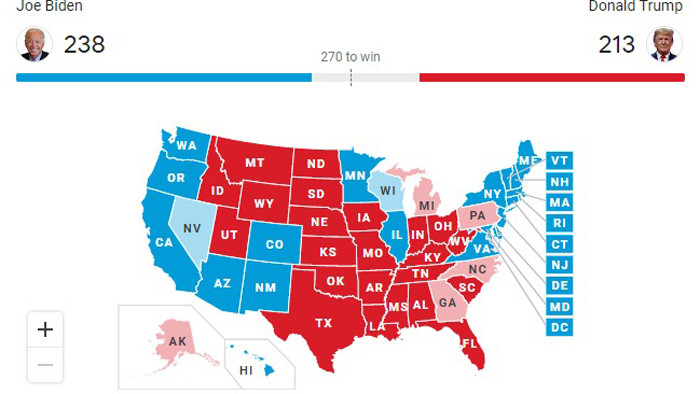 Joe Biden
Donald Trump
238
213
270 to win
WA
MT
ND
MN
ME
VT
OR
ID
SD
WI
NH
WY
NY
MI
MA
IA
NE
PA
RI
NV
UT
CO
IL
IN
OH
CT
CA
KS
MO
WV
VA
NJ
KY
NC
DE
TN
AZ
NM
OK
AR
SC
MD
MS
AL
GA
DC
TX
LA
FL
AK
HI
+
−